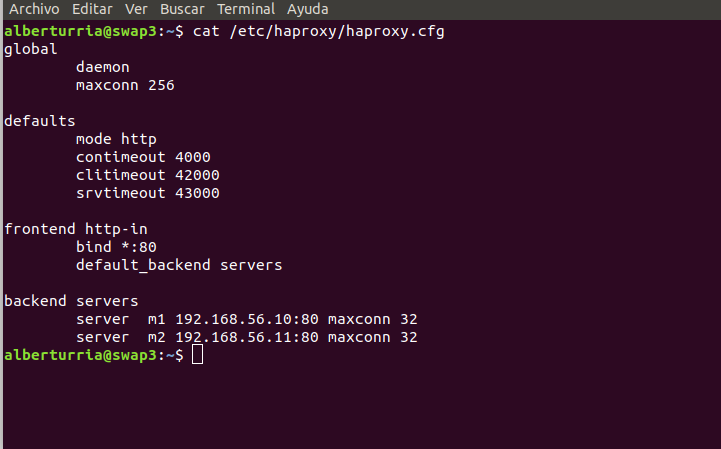 Archivo Editar Ver Buscar Terminal Ayuda
alberturria@swap3:~$ cat /etc/haproxy/haproxy.cfg
global
        daemon
        maxconn 256

defaults
        mode http
        contimeout 4000
        clitimeout 42000
        srvtimeout 43000

frontend http-in
        bind *:80
        default_backend servers

backend servers
        server  m1 192.168.56.10:80 maxconn 32
        server  m2 192.168.56.11:80 maxconn 32
alberturria@swap3:~$